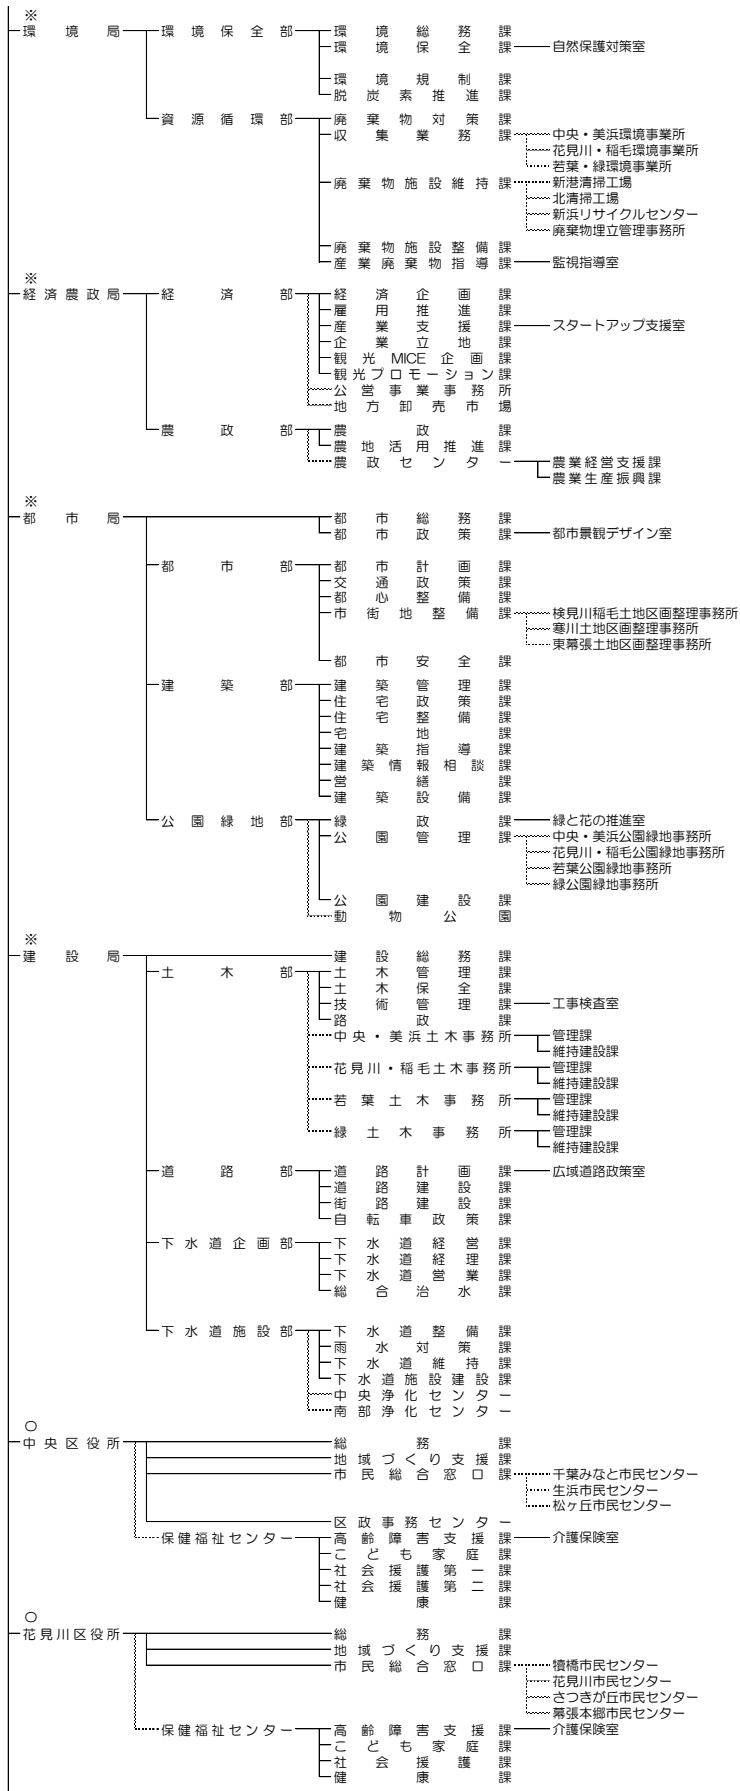 ※
環境局 環境保全部 環境総務課
環境保全課 自然保護対策室
環境規制課
脱炭素推進課
資源循環部 廃棄物対策課
収集業務課 中央・美浜環境事業所
花見川・稲毛環境事業所
若葉・緑環境事業所
廃棄物施設維持課 新港清掃工場
北清掃工場
新浜リサイクルセンター
廃棄物埋立管理事務所
廃棄物施設整備課
産業廃棄物指導課 監視指導室
※
経済農政局 経済部 経済企画課
雇用推進課
産業支援課 スタートアップ支援室
企業立地課
観光MICE企画課
観光プロモーション課
公営事業事務所
地方卸売市場
農政部 農政課
農地活用推進課
農政センター 農業経営支援課
農業生産振興課
※
都市局 都市総務課
都市政策課 都市景観デザイン室
都市部 都市計画課
交通政策課
都心整備課
市街地整備課 検見川稲毛土地区画整理事務所
寒川土地区画整理事務所
東幕張土地区画整理事務所
都市安全課
建築部 建築管理課
住宅政策課
住宅整備課
宅地課
建築指導課
建築情報相談課
営繕課
建築設備課
公園緑地部 緑政課 緑と花の推進室
公園管理課 中央・美浜公園緑地事務所
花見川・稲毛公園緑地事務所
若葉公園緑地事務所
緑公園緑地事務所
公園建設課
動物公園
※
建設局 建設総務課
土木部 土木管理課
土木保全課
技術管理課 工事検査室
路政課
中央・美浜土木事務所 管理課
維持建設課
花見川・稲毛土木事務所 管理課
維持建設課
若葉土木事務所 管理課
維持建設課
緑土木事務所 管理課
維持建設課
道路部 道路計画課 広域道路政策室
道路建設課
街路建設課
自転車政策課
下水道企画部 下水道経営課
下水道経理課
下水道営業課
総合治水課
下水道施設部 下水道整備課
雨水対策課
下水道維持課
下水道施設建設課
中央浄化センター
南部浄化センター
○
中央区役所 総務課
地域づくり支援課
市民総合窓口課 千葉みなと市民センター
生浜市民センター
松ヶ丘市民センター
区政事務センター
保健福祉センター 高齢障害支援課 介護保険室
こども家庭課
社会援護第一課
社会援護第二課
健康課
○
花見川区役所 総務課
地域づくり支援課
市民総合窓口課 犢橋市民センター
花見川市民センター
さつきが丘市民センター
幕張本郷市民センター
保健福祉センター 高齢障害支援課 介護保険室
こども家庭課
社会援護課
健康課